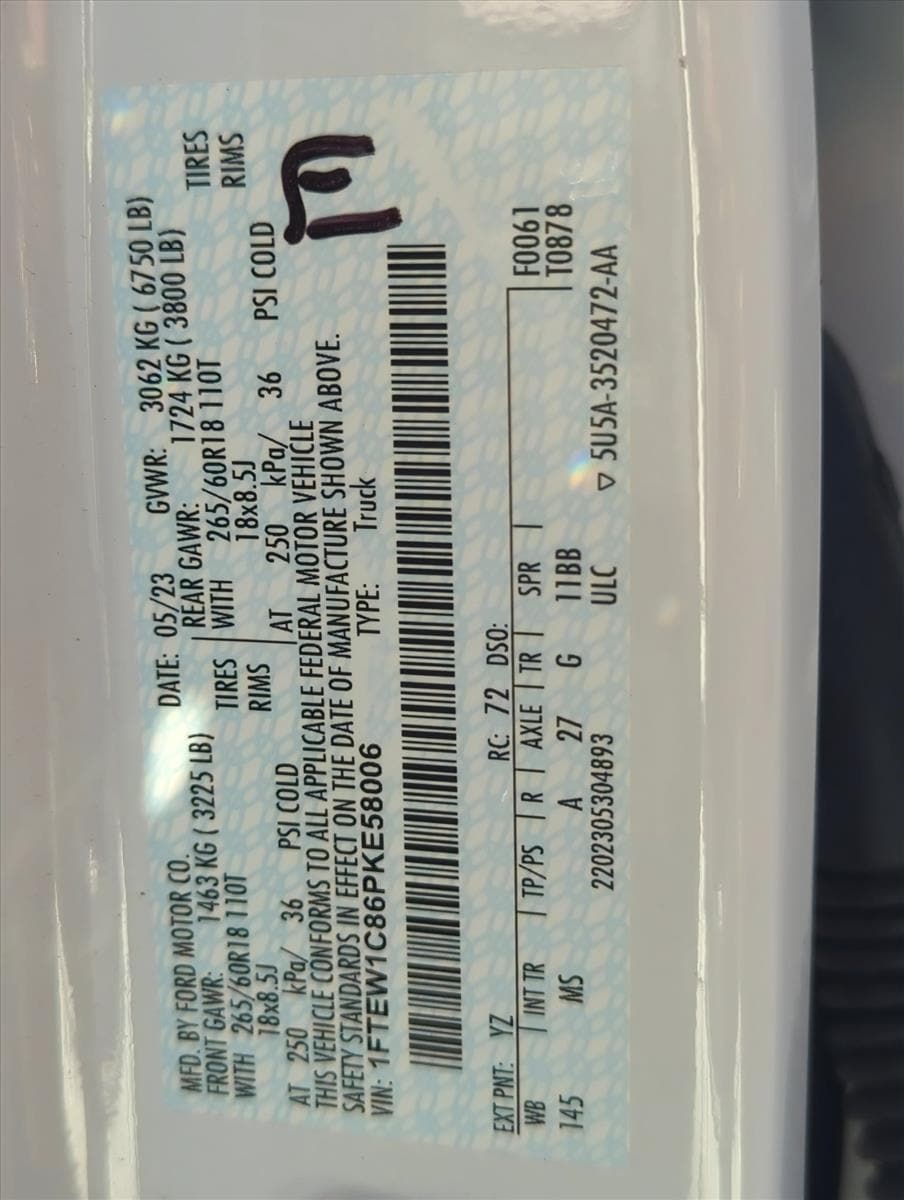 MFD. BY FORD MOTOR CO.
DATE: 05/23 GVWR: 3062 KG ( 6750 LB)
FRONT GAWR: 1463 KG ( 3225 LB) REAR GAWR: 1724 KG ( 3800 LB)
WITH 265/60R18 110T TIRES WITH 265/60R18 110T TIRES
18x8.5J RIMS 18x8.5J RIMS
AT 250 kPa/ 36 PSI COLD AT 250 kPa/ 36 PSI COLD
THIS VEHICLE CONFORMS TO ALL APPLICABLE FEDERAL MOTOR VEHICLE
SAFETY STANDARDS IN EFFECT ON THE DATE OF MANUFACTURE SHOWN ABOVE.
VIN: 1FTEW1C86PKE58006 TYPE: Truck
EXT PNT: YZ RC: 72 DSO:
WB INT TR TP/PS R AXLE TR SPR F0061
T0878
145 MS A 27 G 11BB
2202305304893 ULC ▽ 5U5A-3520472-AA